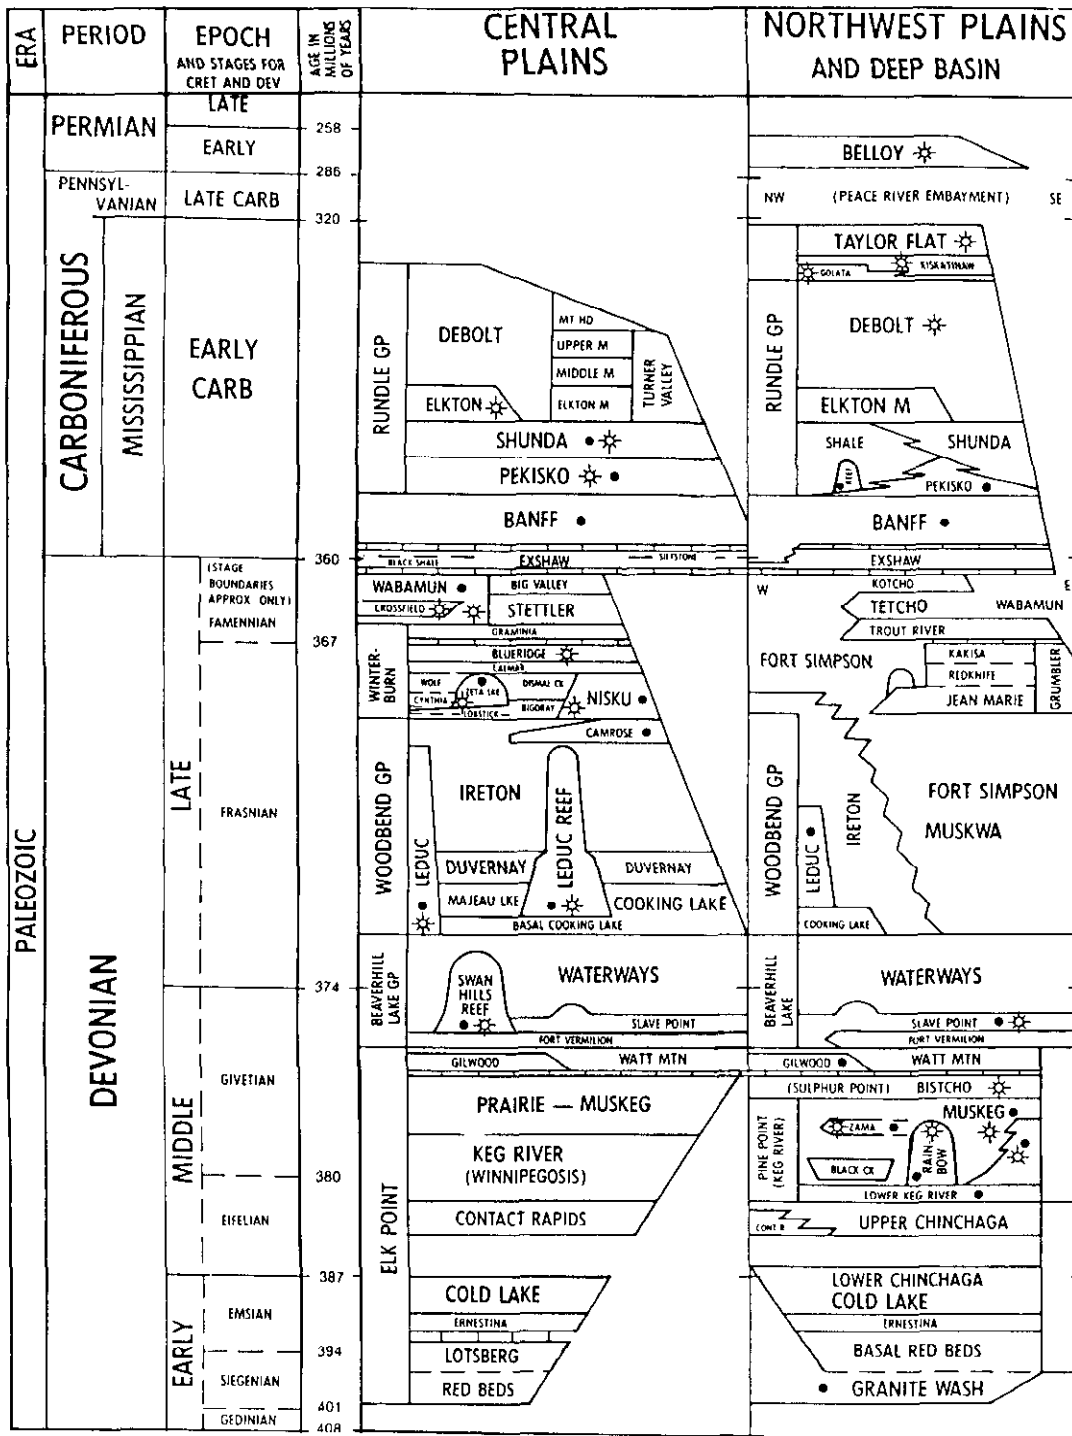 ERA
PERIOD
EPOCH
AND STAGES FOR
CRET AND DEV
AGE IN
MILLIONS
OF YEARS
CENTRAL
PLAINS
NORTHWEST PLAINS
AND DEEP BASIN
PALEOZOIC
PERMIAN
PENNSYL-
VANIAN
CARBONIFEROUS
MISSISSIPPIAN
DEVONIAN
LATE
EARLY
LATE CARB
EARLY
CARB
(STAGE
BOUNDARIES
APPROX ONLY)
FAMENNIAN
LATE
FRASNIAN
MIDDLE
GIVETIAN
EIFELIAN
EARLY
EMSIAN
SIEGENIAN
GEDINIAN
258
286
320
360
367
374
380
387
394
401
408
RUNDLE GP
DEBOLT
MT HD
UPPER M
MIDDLE M
ELKTON M
TURNER
VALLEY
ELKTON
SHUNDA
PEKISKO
BANFF
BLACK SHALE
EXSHAW
SILTSTONE
WABAMUN
BIG VALLEY
CROSSFIELD
STETTLER
GRAMINIA
WINTER-
BURN
BLUERIDGE
CALMAR
WOLF
ZETA LKE
DISMAL CK
CYNTHIA
NISKU
LOBSTICK
BIGORAY
CAMROSE
WOODBEND GP
LEDUC
IRETON
LEDUC REEF
DUVERNAY
DUVERNAY
MAJEAU LKE
COOKING LAKE
BASAL COOKING LAKE
BEAVERHILL
LAKE GP
SWAN
HILLS
REEF
WATERWAYS
SLAVE POINT
FORT VERMILION
ELK POINT
GILWOOD
WATT MTN
PRAIRIE — MUSKEG
KEG RIVER
(WINNIPEGOSIS)
CONTACT RAPIDS
COLD LAKE
ERNESTINA
LOTSBERG
RED BEDS
BELLOY
NW
(PEACE RIVER EMBAYMENT)
SE
RUNDLE GP
TAYLOR FLAT
GOLATA
KISKATINAW
DEBOLT
ELKTON M
SHALE
SHUNDA
REEF
PEKISKO
BANFF
EXSHAW
W
KOTCHO
E
TETCHO
WABAMUN
TROUT RIVER
FORT SIMPSON
KAKISA
REDKNIFE
JEAN MARIE
GRUMBLER
WOODBEND GP
LEDUC
IRETON
FORT SIMPSON
MUSKWA
COOKING LAKE
BEAVERHILL
LAKE
WATERWAYS
SLAVE POINT
FORT VERMILION
GILWOOD
WATT MTN
(SULPHUR POINT)
BISTCHO
PINE POINT
(KEG RIVER)
MUSKEG
ZAMA
RAIN
BOW
BLACK CK
LOWER KEG RIVER
CONT R
UPPER CHINCHAGA
LOWER CHINCHAGA
COLD LAKE
ERNESTINA
BASAL RED BEDS
GRANITE WASH